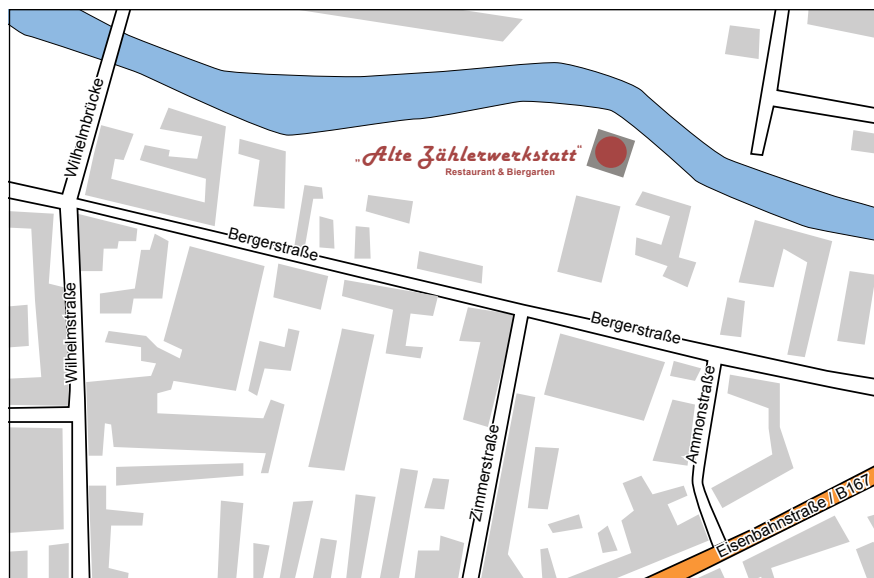 Wilhelmbrücke
„Alte Zählerwerkstatt"
Restaurant & Biergarten
Bergerstraße
Wilhelmstraße
Bergerstraße
Ammonstraße
Zimmerstraße
Eisenbahnstraße / B167